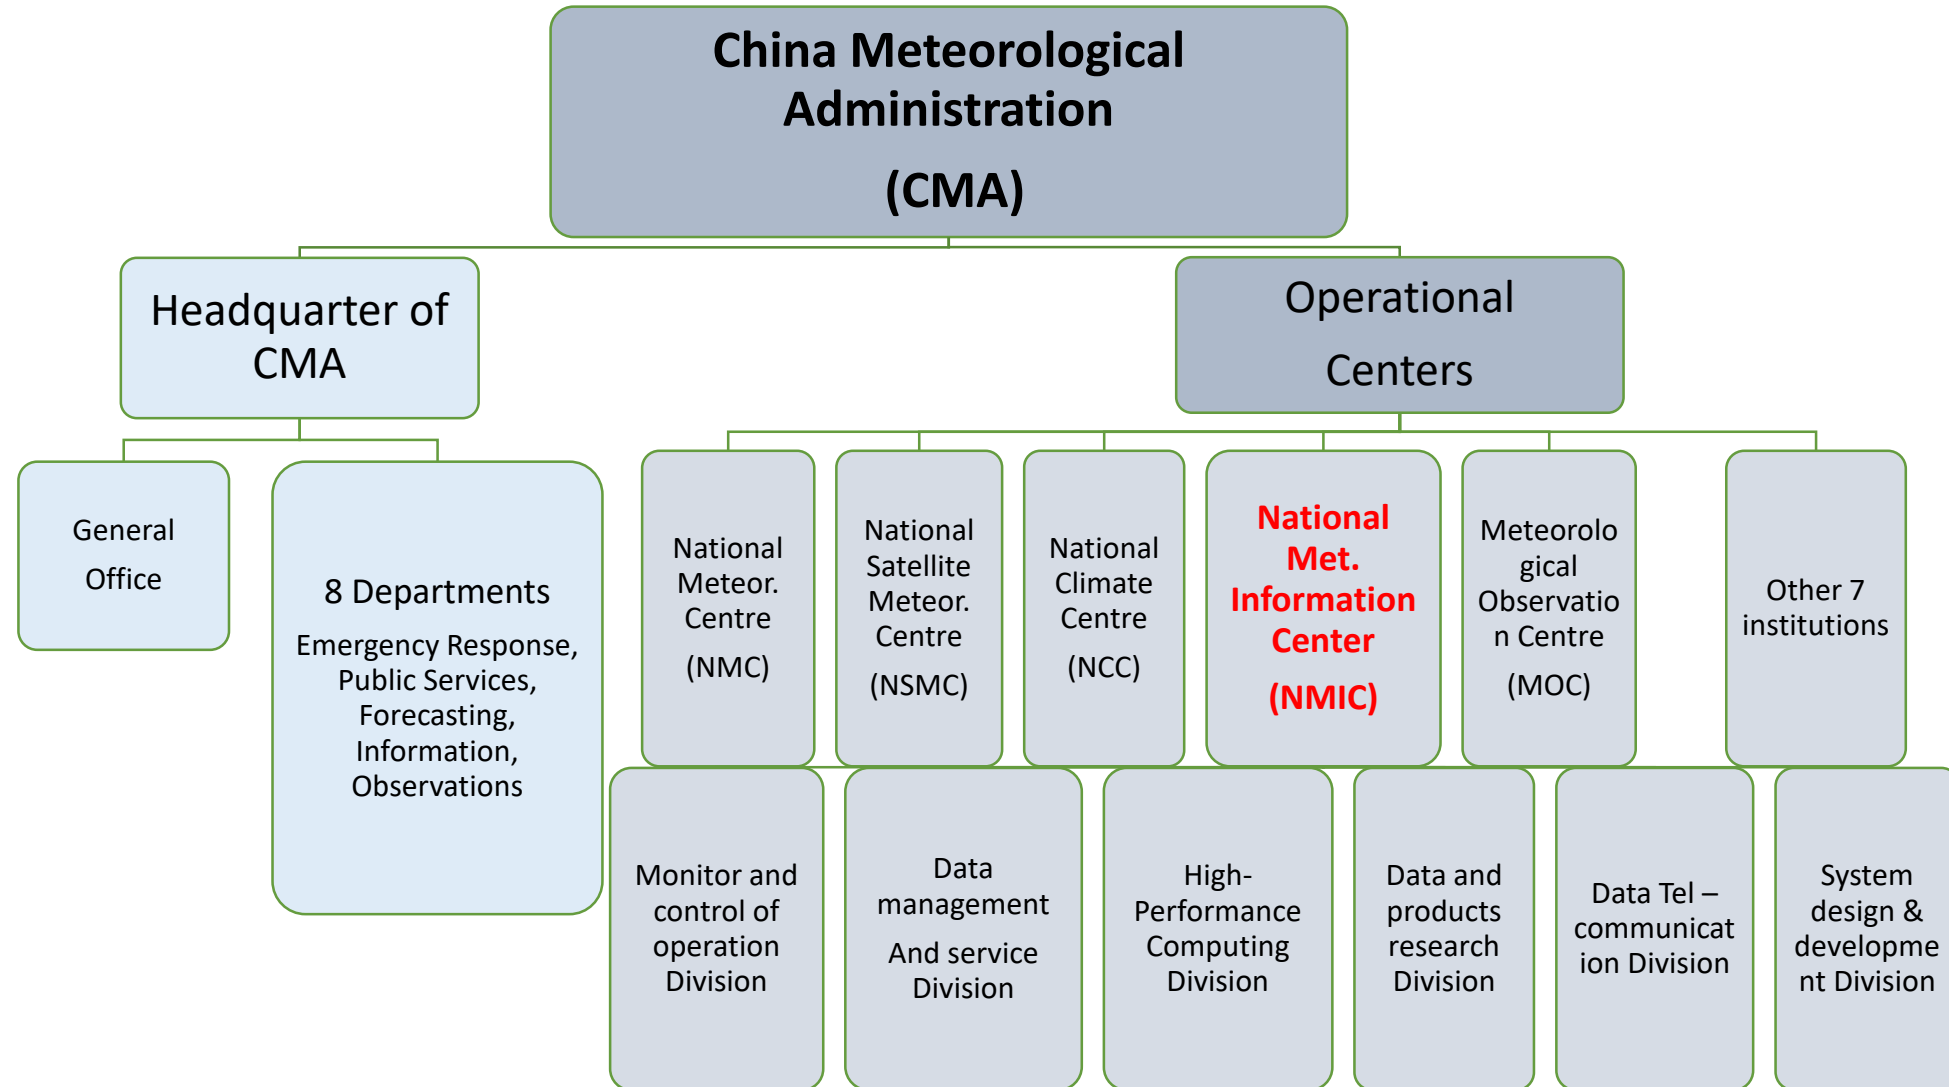 China Meteorological
Administration
(CMA)
Headquarter of
CMA
Operational
Centers
General
Office
8 Departments
Emergency Response,
Public Services,
Forecasting,
Information,
Observations
National
Meteor.
Centre
(NMC)
National
Satellite
Meteor.
Centre
(NSMC)
National
Climate
Centre
(NCC)
National
Met.
Information
Center
(NMIC)
Meteorolo
gical
Observatio
n Centre
(MOC)
Other 7
institutions
Monitor and
control of
operation
Division
Data
management
And service
Division
High-
Performance
Computing
Division
Data and
products
research
Division
Data Tel –
communicat
ion Division
System
design &
developme
nt Division